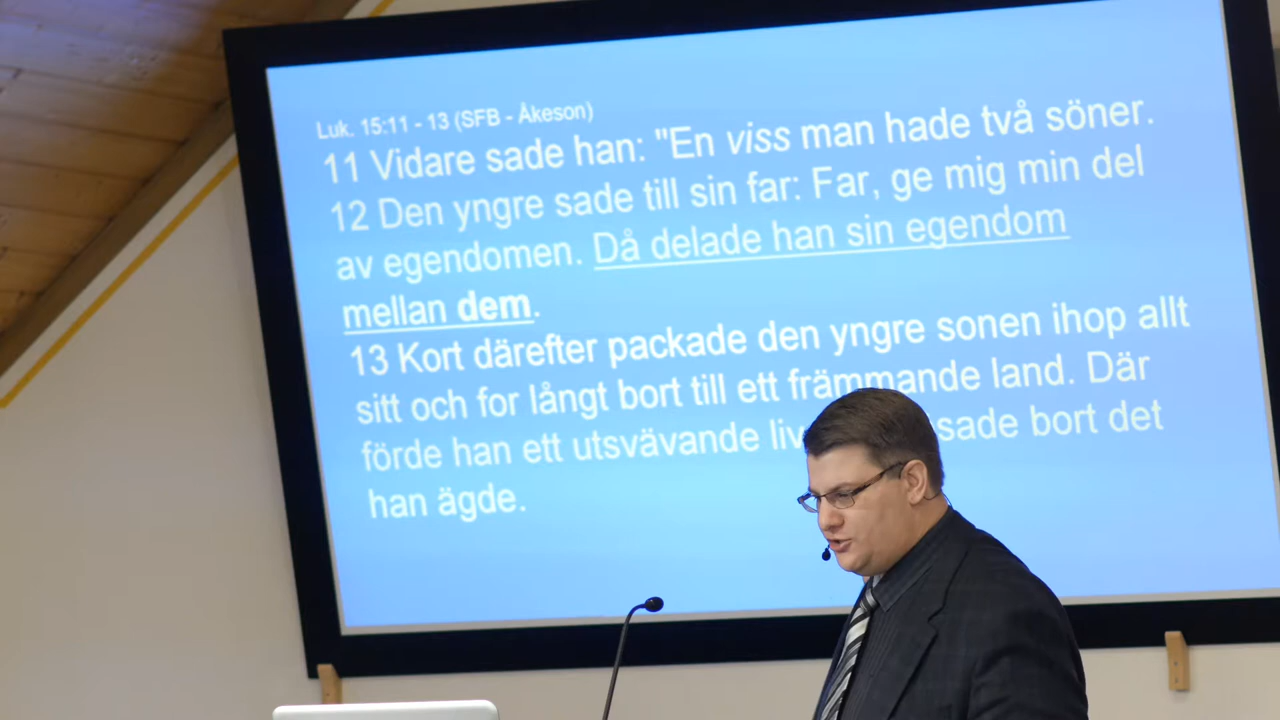 Luk. 15:11 - 13 (SFB - Åkeson)
11 Vidare sade han: "En viss man hade två söner.
12 Den yngre sade till sin far: Far, ge mig min del
av egendomen. Då delade han sin egendom
mellan dem.
13 Kort därefter packade den yngre sonen ihop allt
sitt och for långt bort till ett främmande land. Där
förde han ett utsvävande bort det
han ägde.